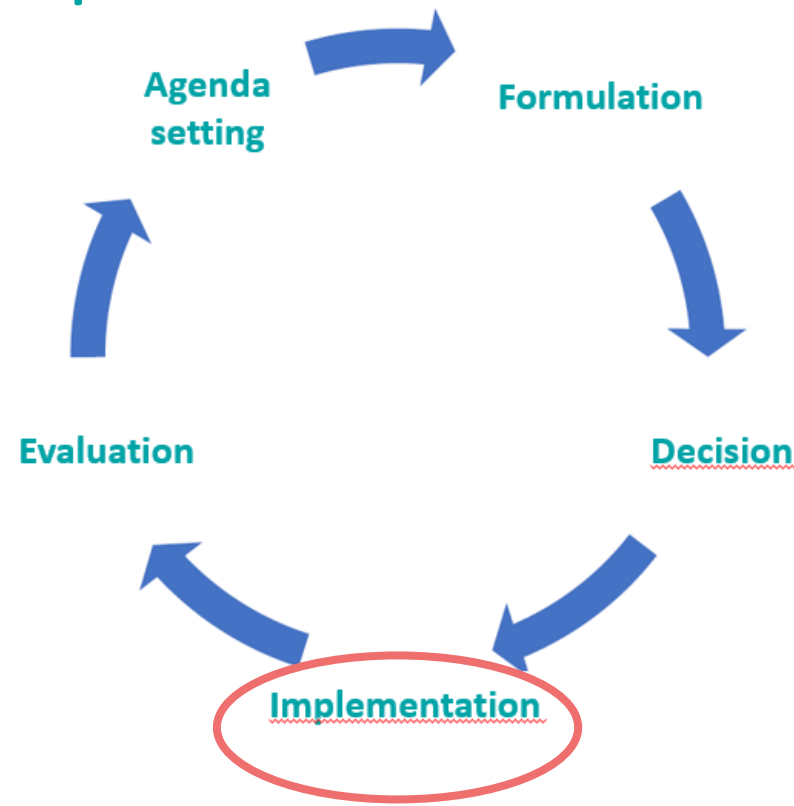 Agenda
setting
Formulation
Decision
Implementation
Evaluation